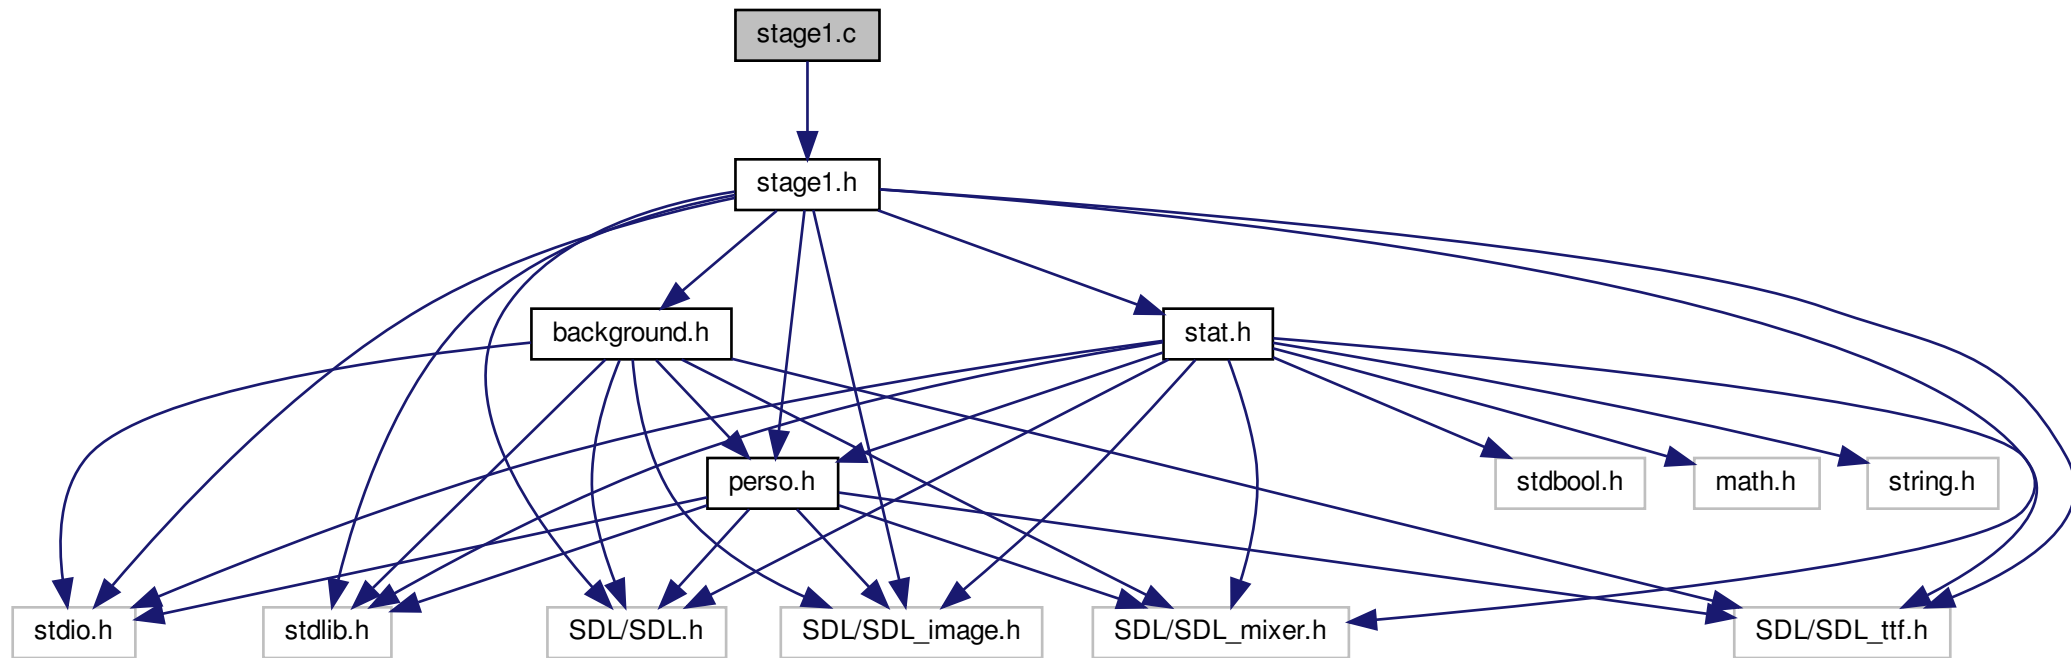 stage1.c
stage1.h
background.h
stat.h
perso.h
stdbool.h
math.h
string.h
stdio.h
stdlib.h
SDL/SDL.h
SDL/SDL_image.h
SDL/SDL_mixer.h
SDL/SDL_ttf.h